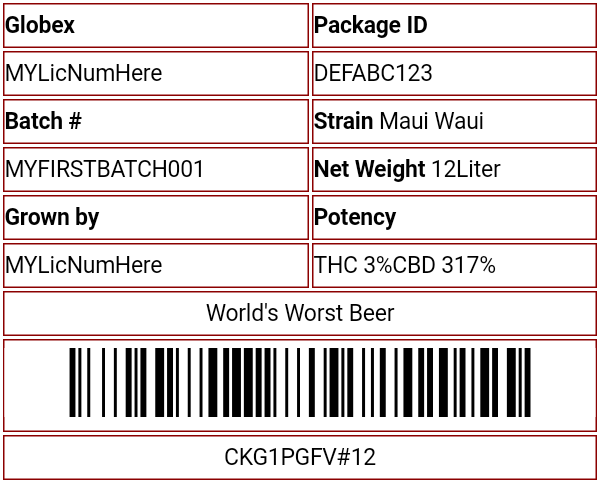 Globex
Package ID
MYLicNumHere
DEFABC123
Batch #
Strain Maui Waui
MYFIRSTBATCH001
Net Weight 12Liter
Grown by
Potency
MYLicNumHere
THC 3%CBD 317%
World's Worst Beer
CKG1PGFV#12